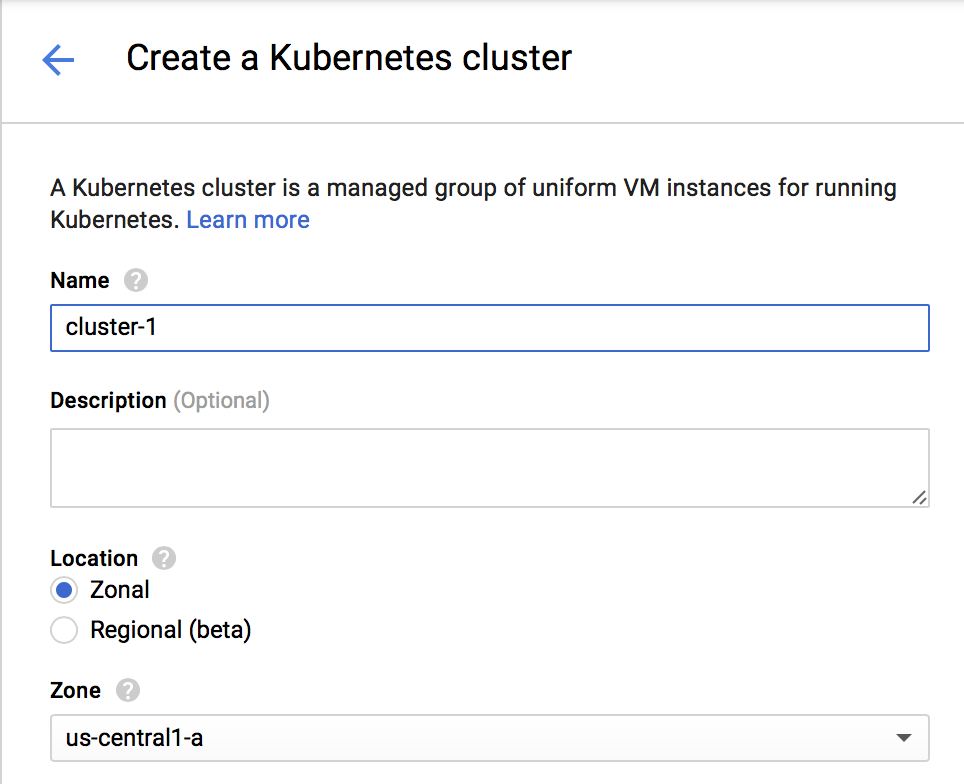 Create a Kubernetes cluster
A Kubernetes cluster is a managed group of uniform VM instances for running
Kubernetes. Learn more
Name ?
cluster-1
Description (Optional)
Location ?
Zonal
Regional (beta)
Zone ?
us-central1-a